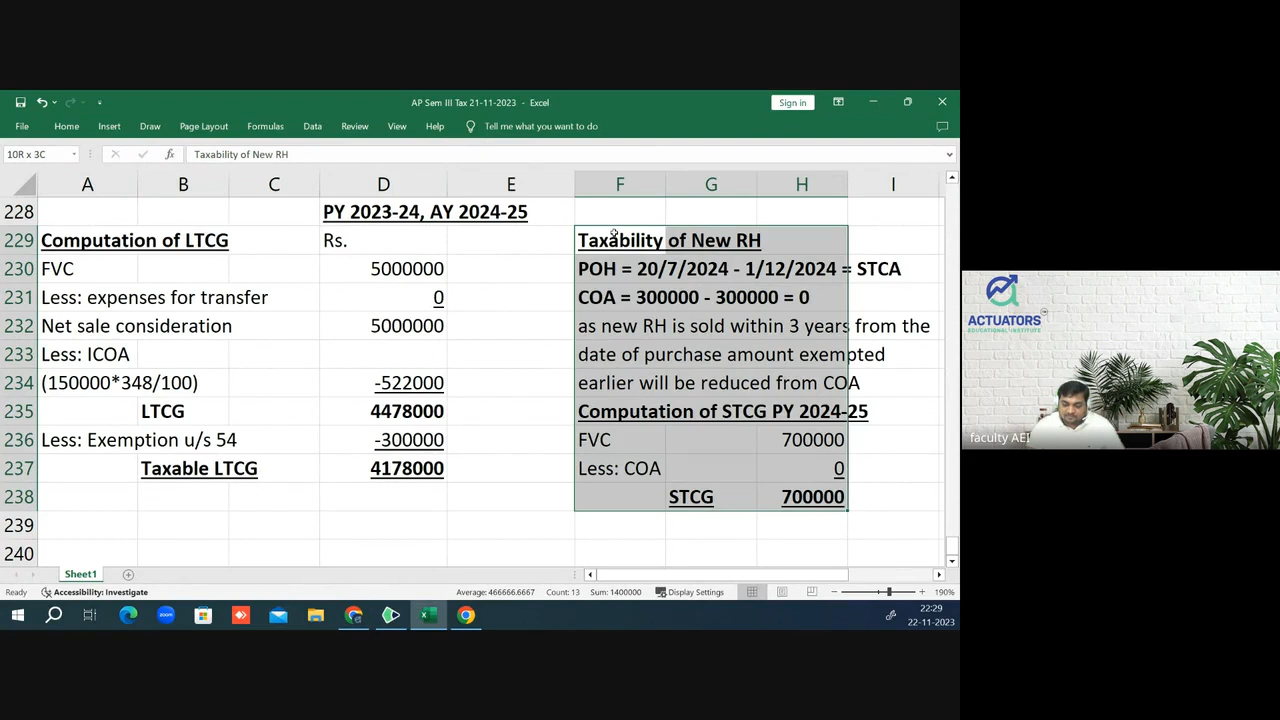 AP Sem III Tax 21-11-2023 - Excel
Sign in
File Home Insert Draw Page Layout Formulas Data Review View Help Tell me what you want to do
10R x 3C fx Taxability of New RH
A B C D E F G H I
228 PY 2023-24, AY 2024-25
229 Computation of LTCG Rs. Taxability of New RH
230 FVC 5000000 POH = 20/7/2024 - 1/12/2024 = STCA
231 Less: expenses for transfer 0 COA = 300000 - 300000 = 0
232 Net sale consideration 5000000 as new RH is sold within 3 years from the
233 Less: ICOA date of purchase amount exempted
234 (150000*348/100) -522000 earlier will be reduced from COA
235 LTCG 4478000 Computation of STCG PY 2024-25
236 Less: Exemption u/s 54 -300000 FVC 700000
237 Taxable LTCG 4178000 Less: COA 0
238 STCG 700000
239
240
Sheet1
Ready Accessibility: Investigate Average: 466666.6667 Count: 13 Sum: 1400000 Display Settings 190%
22:29
22-11-2023
ACTUATORS
EDUCATIONAL INSTITUTE
faculty AEI